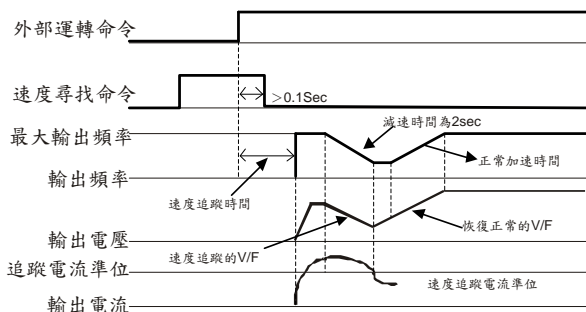 外部運轉命令
速度尋找命令
>0.1Sec
最大輸出頻率
減速時間為2sec
正常加速時間
輸出頻率
速度追蹤時間
輸出電壓
速度追蹤的V/F
恢復正常的V/F
追蹤電流準位
速度追蹤電流準位
輸出電流